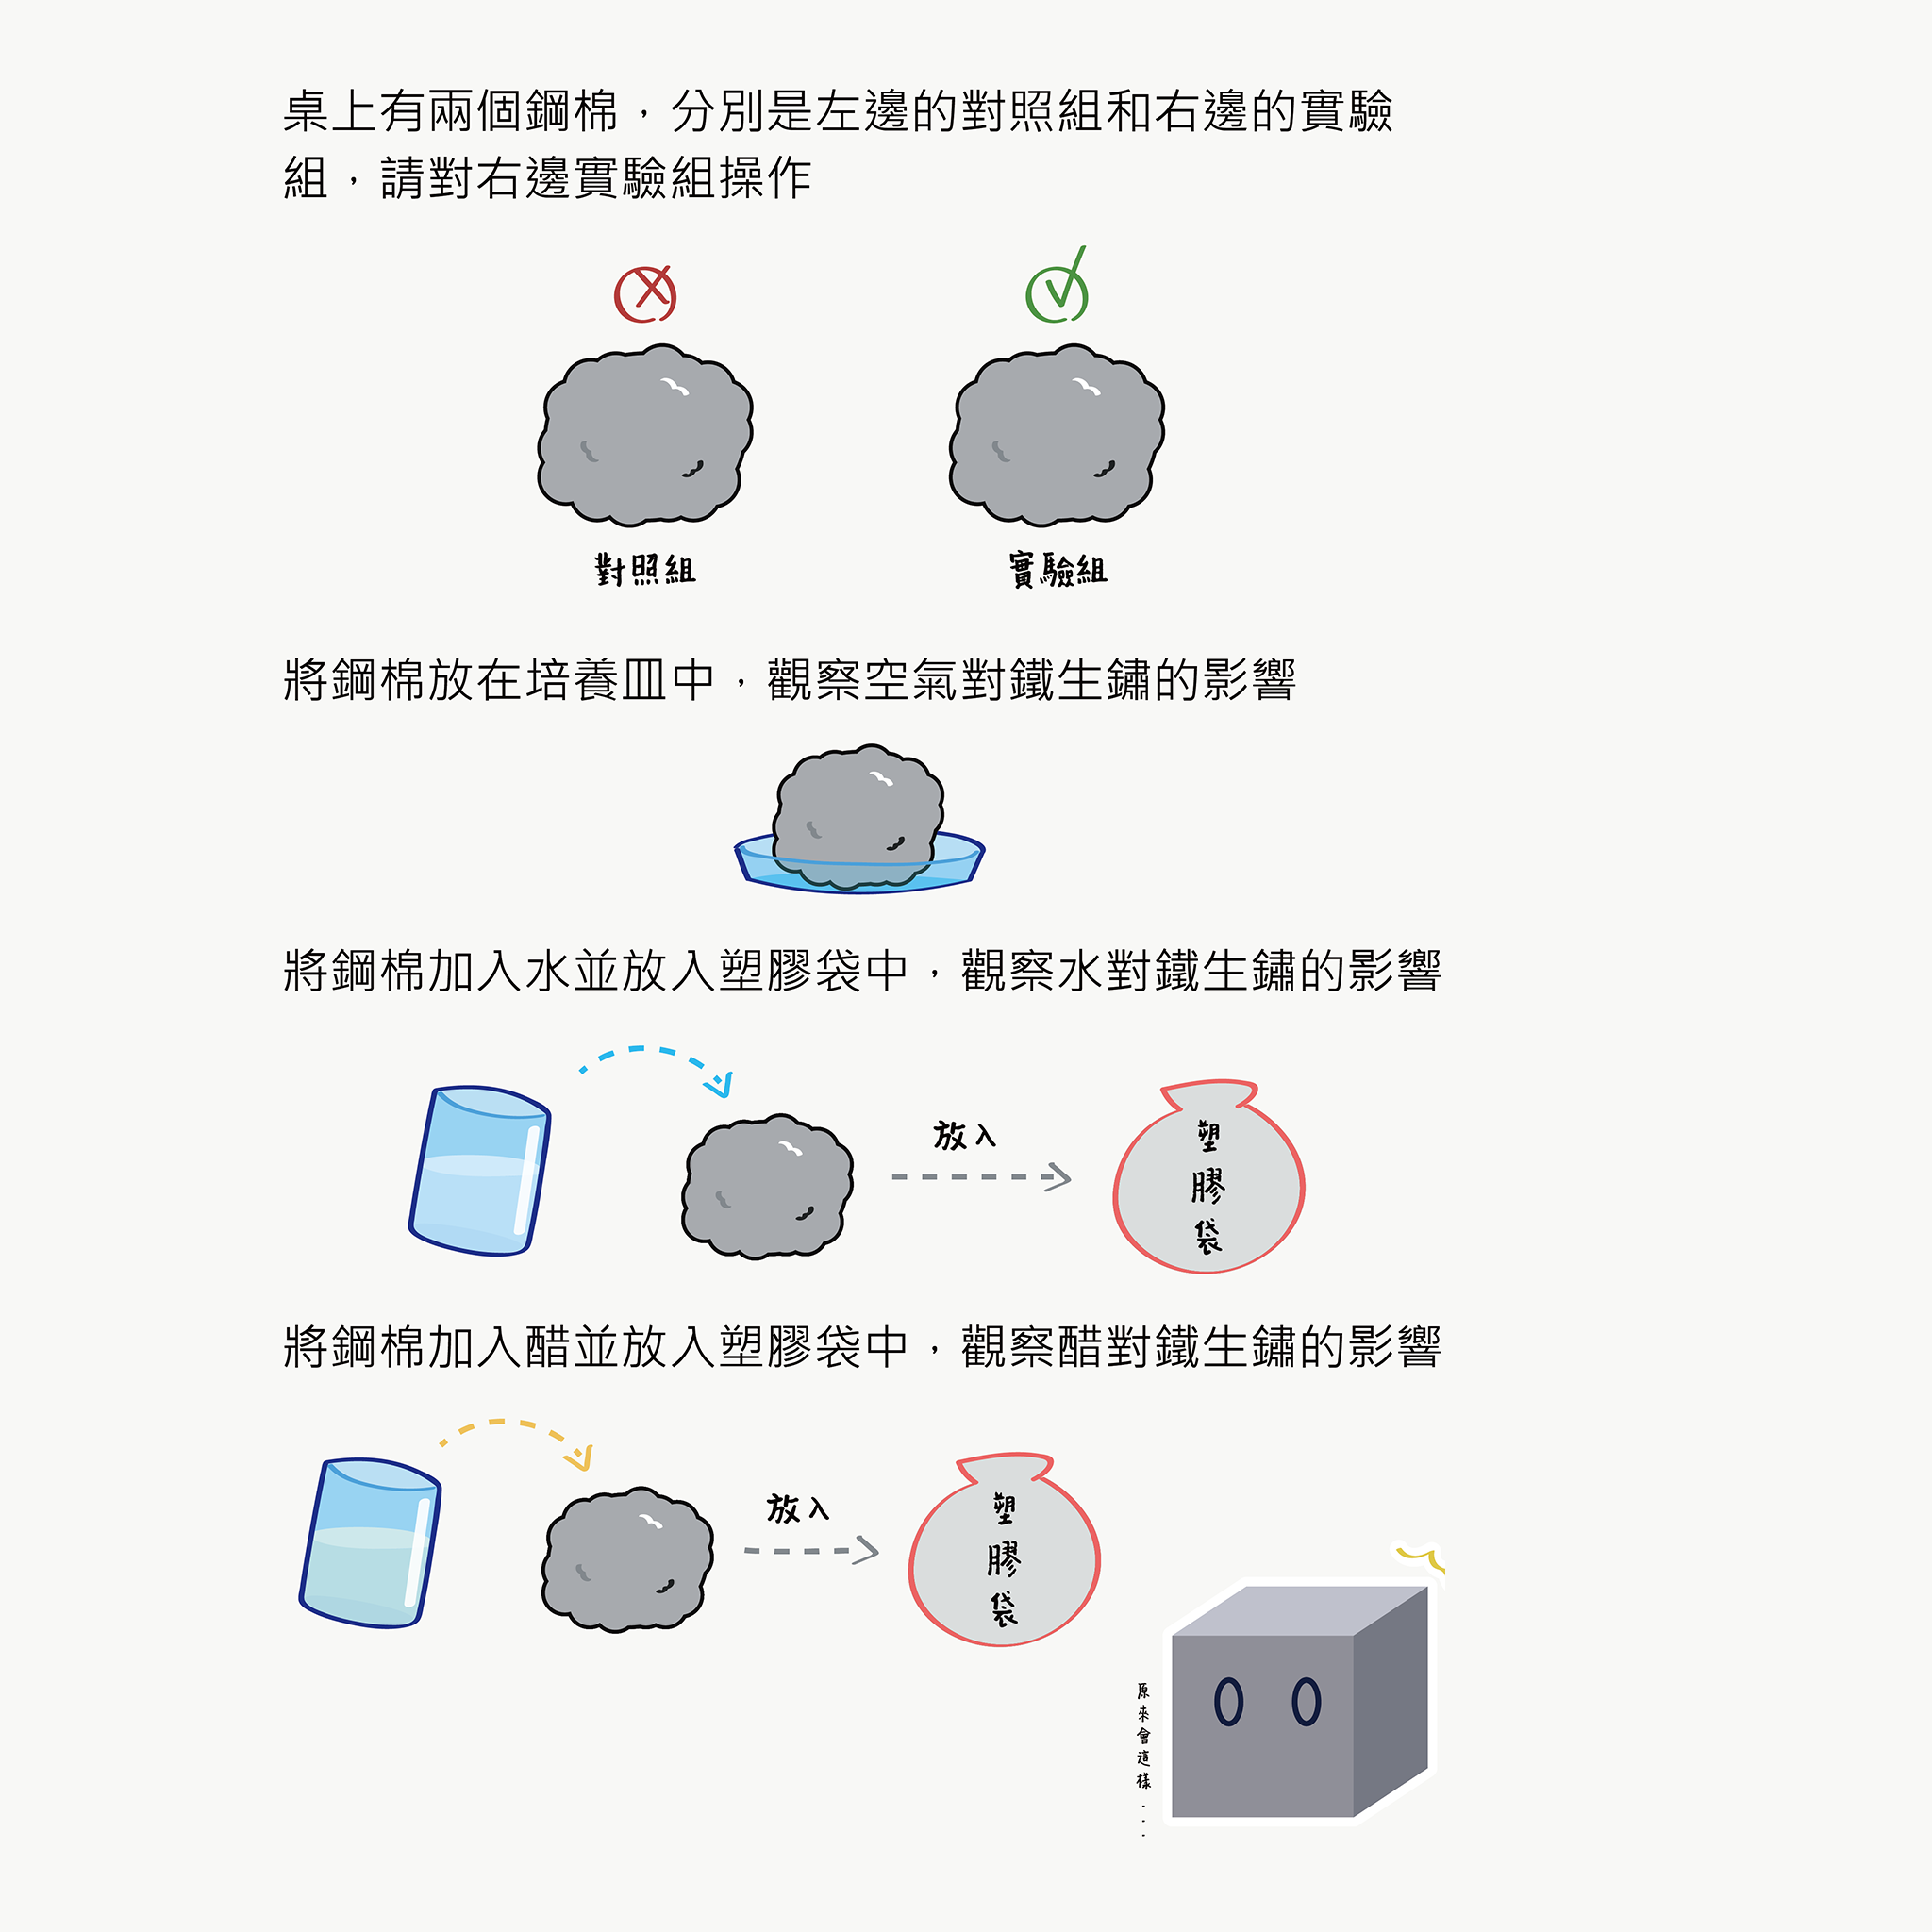 桌上有兩個鋼棉，分別是左邊的對照組和右邊的實驗
組，請對右邊實驗組操作
對照組
實驗組
將鋼棉放在培養皿中，觀察空氣對鐵生鏽的影響
將鋼棉加入水並放入塑膠袋中，觀察水對鐵生鏽的影響
放入
塑膠袋
將鋼棉加入醋並放入塑膠袋中，觀察醋對鐵生鏽的影響
放入
塑膠袋
原來會這樣...